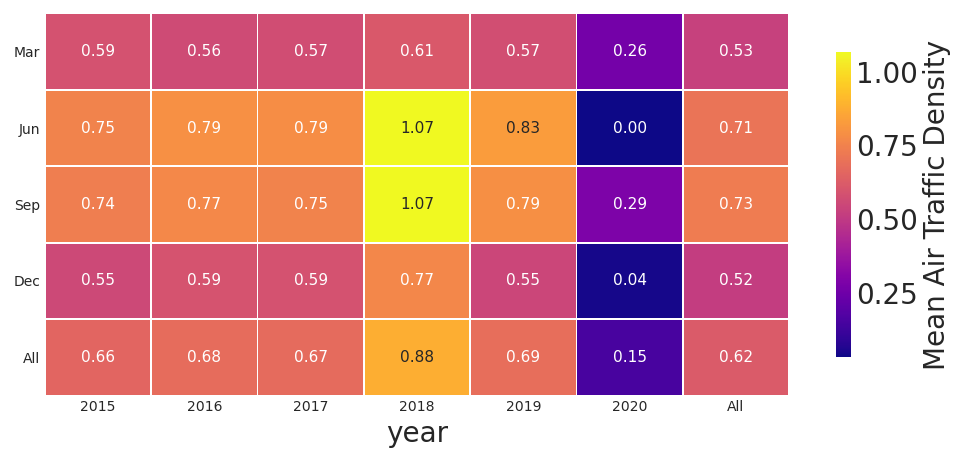 Mar 0.59 0.56 0.57 0.61 0.57 0.26 0.53
Jun 0.75 0.79 0.79 1.07 0.83 0.00 0.71
Sep 0.74 0.77 0.75 1.07 0.79 0.29 0.73
Dec 0.55 0.59 0.59 0.77 0.55 0.04 0.52
All 0.66 0.68 0.67 0.88 0.69 0.15 0.62
2015 2016 2017 2018 2019 2020 All
year
1.00
0.75
0.50
0.25
Mean Air Traffic Density